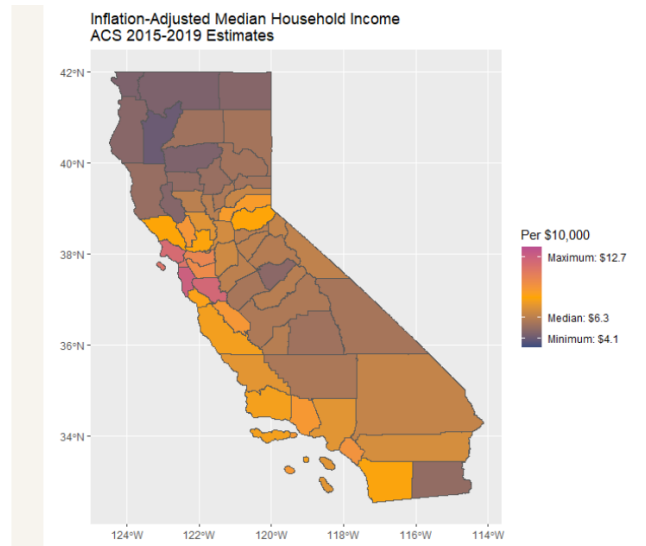 Inflation-Adjusted Median Household Income
ACS 2015-2019 Estimates
42°N
40°N
38°N
36°N
34°N
124°W 122°W 120°W 118°W 116°W 114°W
Per $10,000
Maximum: $12.7
Median: $6.3
Minimum: $4.1